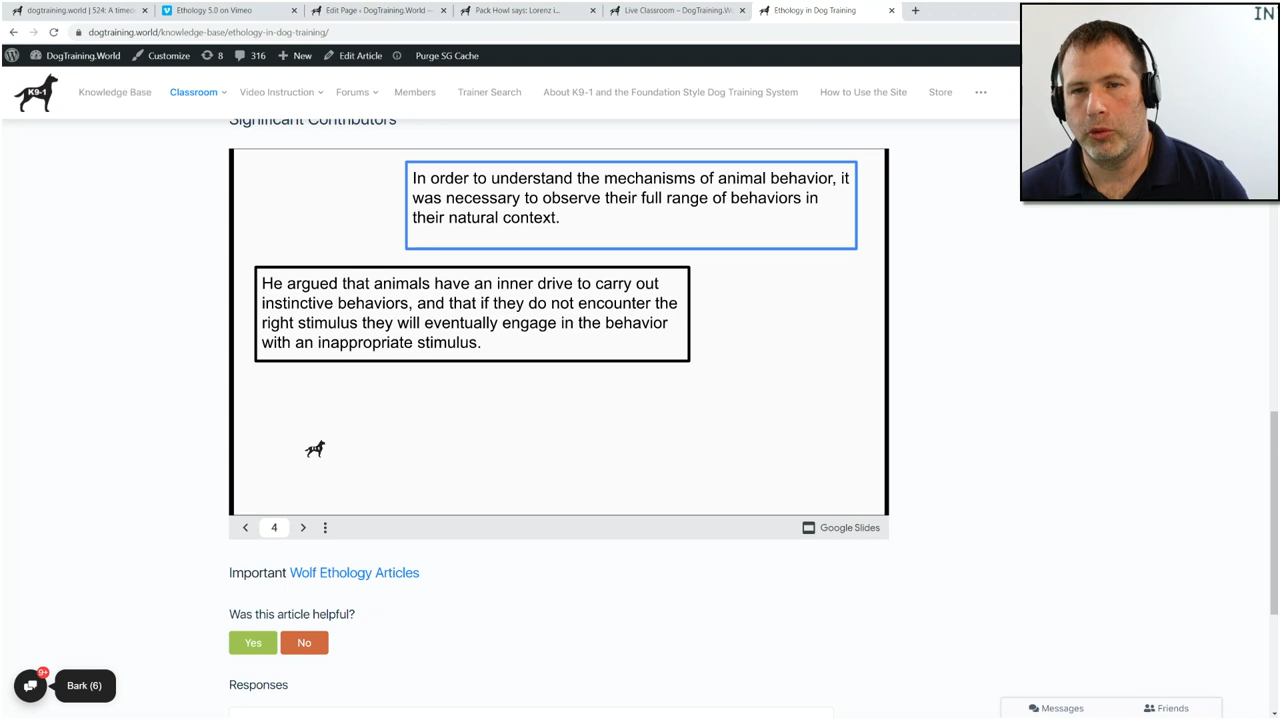 dogtraining.world | 524: A timeo
Ethology 5.0 on Vimeo
Edit Page ‹ DogTraining.World —
Pack Howl says: Lorenz i
Live Classroom – DogTraining.W
Ethology in Dog Training
IN
dogtraining.world/knowledge-base/ethology-in-dog-training/
DogTraining.World
Customize
8
316
New
Edit Article
Purge SG Cache
K9-1
Knowledge Base
Classroom
Video Instruction
Forums
Members
Trainer Search
About K9-1 and the Foundation Style Dog Training System
How to Use the Site
Store
Significant Contributors
In order to understand the mechanisms of animal behavior, it
was necessary to observe their full range of behaviors in
their natural context.
He argued that animals have an inner drive to carry out
instinctive behaviors, and that if they do not encounter the
right stimulus they will eventually engage in the behavior
with an inappropriate stimulus.
4
Google Slides
Important Wolf Ethology Articles
Was this article helpful?
Yes
No
9+
Bark (6)
Responses
Messages
Friends